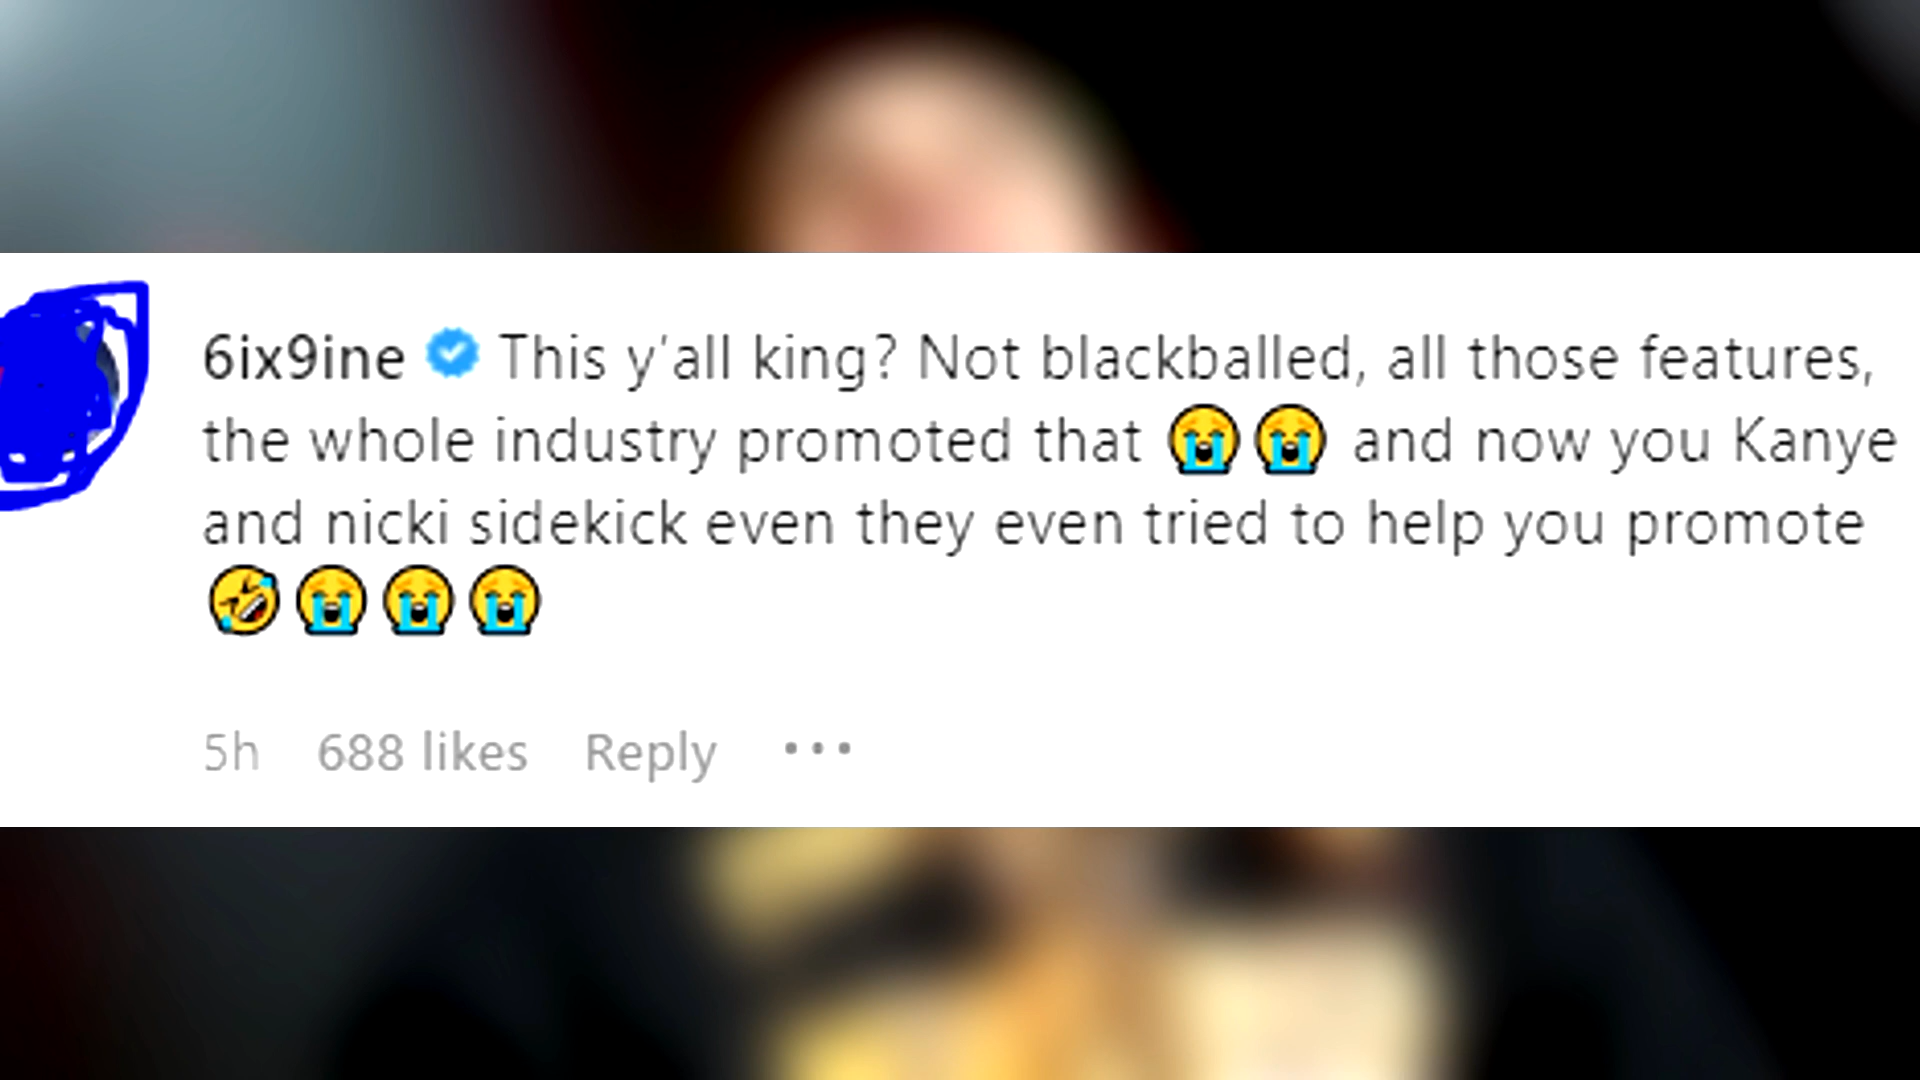 6ix9ine This y'all king? Not blackballed, all those features,
the whole industry promoted that 😭😭 and now you Kanye
and nicki sidekick even they even tried to help you promote
🤣😭😭😭
5h 688 likes Reply •••